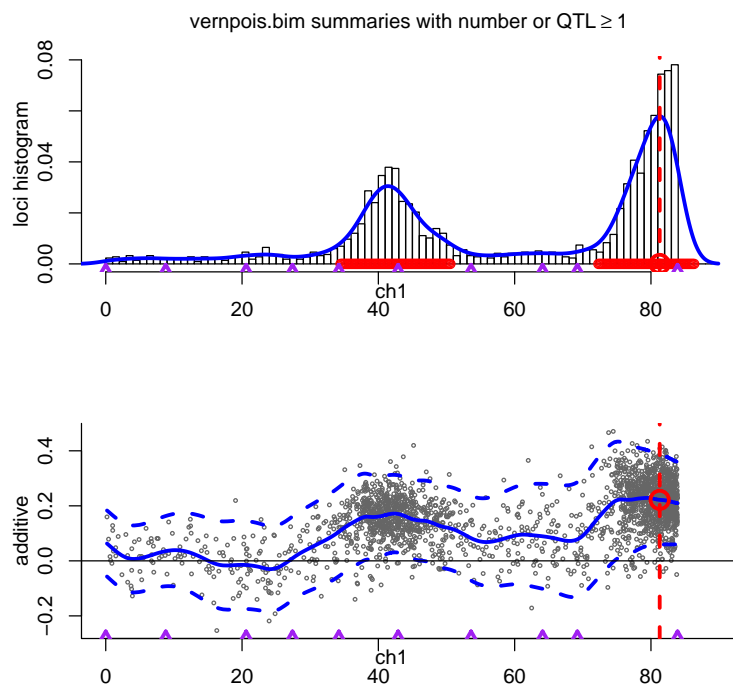 vernpois.bim summaries with number or QTL ≥ 1
loci histogram
0.08
0.04
0.00
0 20 40 60 80
ch1
additive
0.4
0.2
0.0
−0.2
0 20 40 60 80
ch1